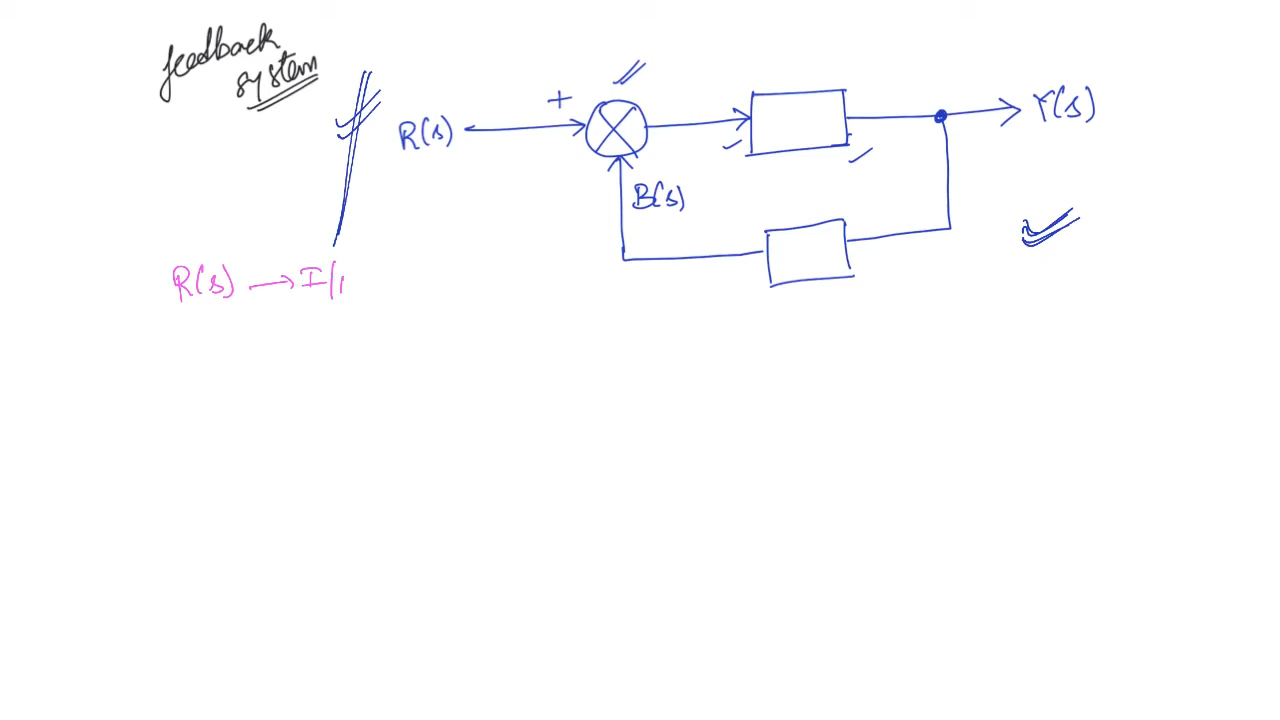 feedback
system
+
R(s)
Y(s)
B(s)
R(s) → I/